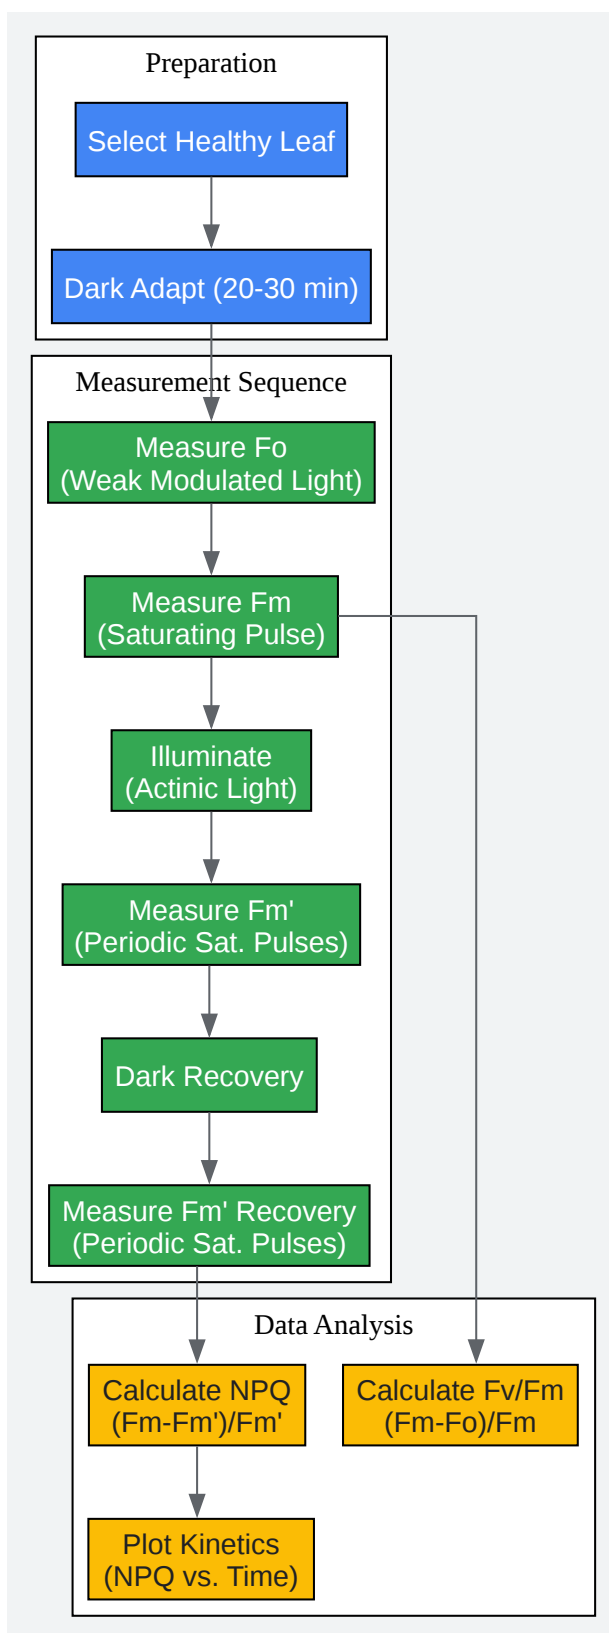 Preparation
Select Healthy Leaf
Dark Adapt (20-30 min)
Measurement Sequence
Measure Fo
(Weak Modulated Light)
Measure Fm
(Saturating Pulse)
Illuminate
(Actinic Light)
Measure Fm'
(Periodic Sat. Pulses)
Dark Recovery
Measure Fm' Recovery
(Periodic Sat. Pulses)
Data Analysis
Calculate NPQ
(Fm-Fm')/Fm'
Calculate Fv/Fm
(Fm-Fo)/Fm
Plot Kinetics
(NPQ vs. Time)